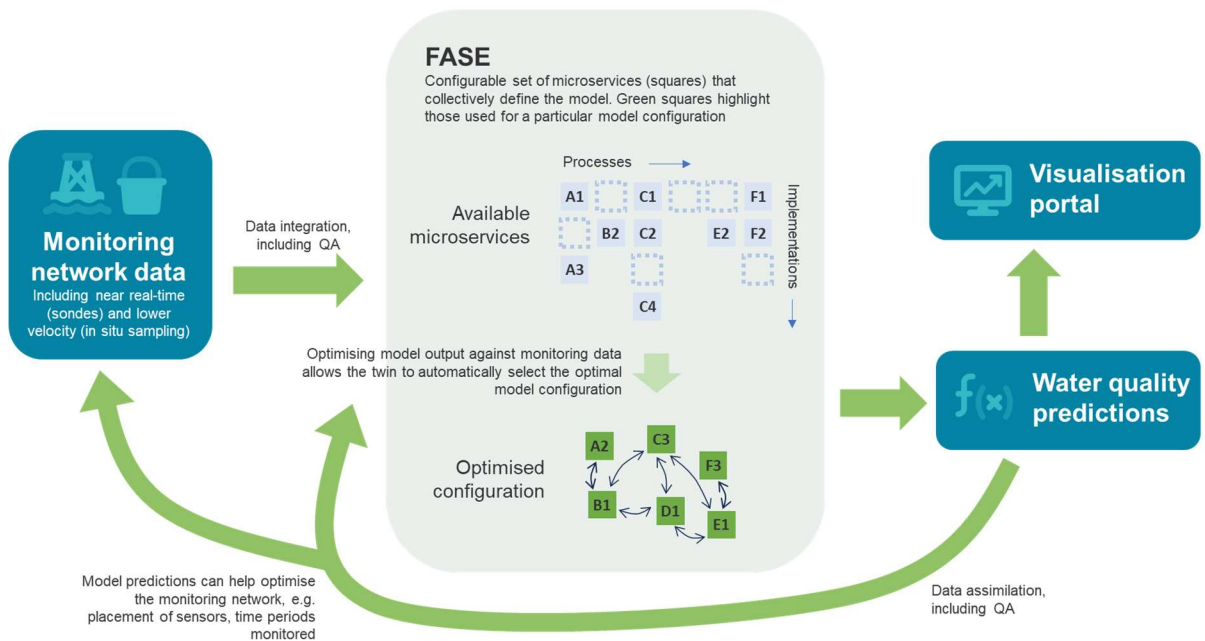 FASE
Configurable set of microservices (squares) that
collectively define the model. Green squares highlight
those used for a particular model configuration
Monitoring
network data
Including near real-time
(sondes) and lower
velocity (in situ sampling)
Data integration,
including QA
Processes
Implementations
Available
microservices
A1 C1 F1
B2 C2 E2 F2
A3
C4
Optimising model output against monitoring data
allows the twin to automatically select the optimal
model configuration
Optimised
configuration
A2 C3 F3
B1 D1 E1
Visualisation
portal
f(x)
Water quality
predictions
Model predictions can help optimise
the monitoring network, e.g.
placement of sensors, time periods
monitored
Data assimilation,
including QA